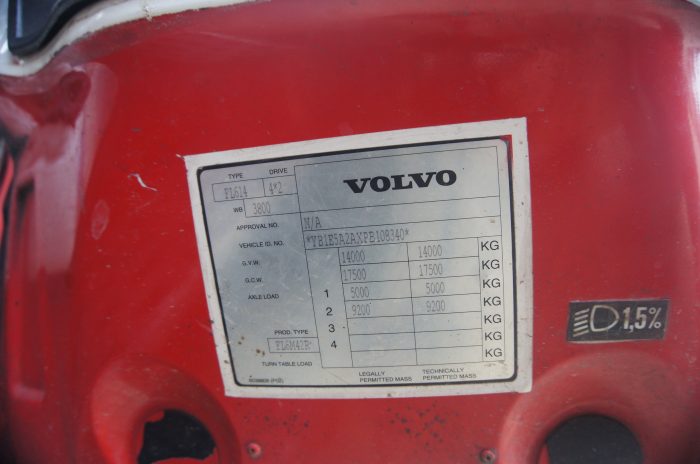 TYPE DRIVE
FL614 4*2 VOLVO
WB 3800
APPROVAL NO. N/A
VEHICLE ID. NO. *YB1E5A2AXPB108340*
G.V.W. 14000 14000 KG
G.C.W. 17500 17500 KG
AXLE LOAD 1 5000 5000 KG
2 9200 9200 KG
3 KG
PROD. TYPE 4 KG
FL6M42R
TURN TABLE LOAD KG
LEGALLY PERMITTED MASS TECHNICALLY PERMITTED MASS
1,5%